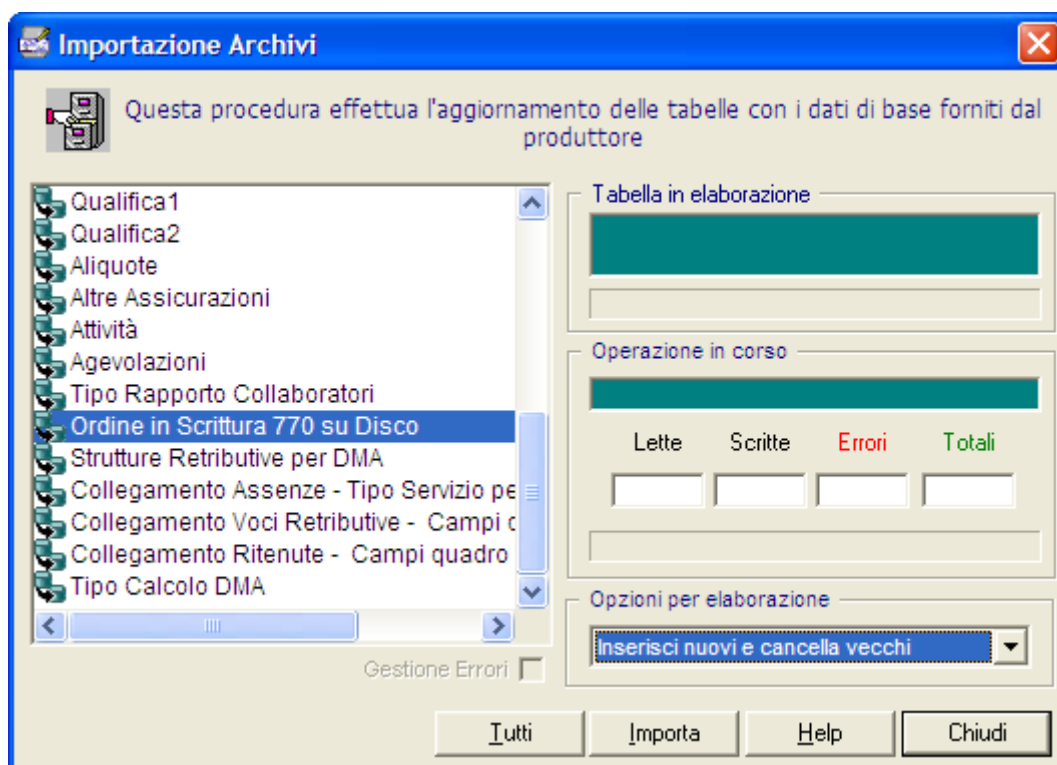 Importazione Archivi
Questa procedura effettua l'aggiornamento delle tabelle con i dati di base forniti dal
produttore
Qualifica1
Qualifica2
Aliquote
Altre Assicurazioni
Attività
Agevolazioni
Tipo Rapporto Collaboratori
Ordine in Scrittura 770 su Disco
Strutture Retributive per DMA
Collegamento Assenze - Tipo Servizio pe
Collegamento Voci Retributive - Campi q
Collegamento Ritenute - Campi quadro
Tipo Calcolo DMA
Gestione Errori
Tabella in elaborazione
Operazione in corso
Lette Scritte Errori Totali
Opzioni per elaborazione
Inserisci nuovi e cancella vecchi
Tutti Importa Help Chiudi